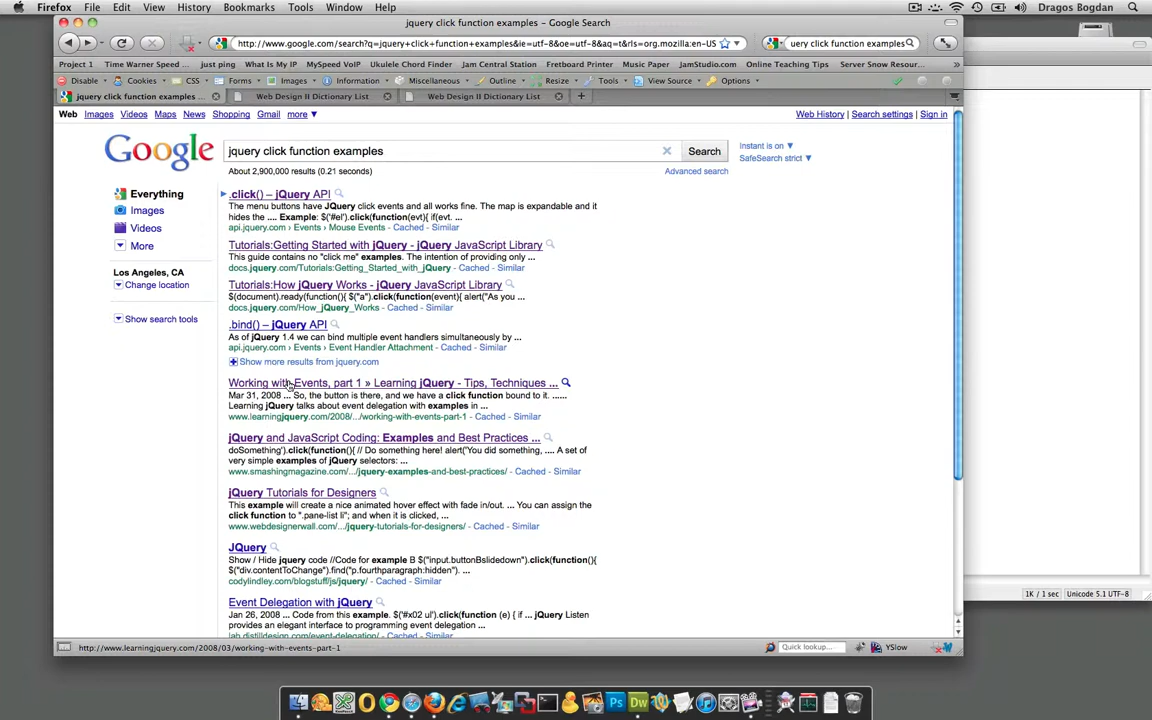 Firefox File Edit View History Bookmarks Tools Window Help Dragos Bogdan
jquery click function examples – Google Search
http://www.google.com/search?q=jquery+click+function+examples&ie=utf-8&oe=utf-8&aq=t&rls=org.mozilla:en-US uery click function examples
Project 1 Time Warner Speed ... just ping What Is My IP MySpeed VoIP Ukulele Chord Finder Jam Central Station Fretboard Printer Music Paper JamStudio.com Online Teaching Tips Server Snow Resour... »
Disable Cookies CSS Forms Images Information Miscellaneous Outline Resize Tools View Source Options
jquery click function examples ... Web Design II Dictionary List Web Design II Dictionary List
Web Images Videos Maps News Shopping Gmail more ▼ Web History | Search settings | Sign in
Google jquery click function examples Search Instant is on ▼
SafeSearch strict ▼
About 2,900,000 results (0.21 seconds) Advanced search
Everything
Images
Videos
More
Los Angeles, CA
Change location
Show search tools
.click() – jQuery API
The menu buttons have JQuery click events and all works fine. The map is expandable and it
hides the .... Example: $('#el').click(function(evt){ if(evt. ...
api.jquery.com › Events › Mouse Events - Cached - Similar
Tutorials:Getting Started with jQuery - jQuery JavaScript Library
This guide contains no "click me" examples. The intention of providing only ...
docs.jquery.com/Tutorials:Getting_Started_with_jQuery - Cached - Similar
Tutorials:How jQuery Works - jQuery JavaScript Library
$(document).ready(function(){ $("a").click(function(event){ alert("As you ...
docs.jquery.com/How_jQuery_Works - Cached - Similar
.bind() – jQuery API
As of jQuery 1.4 we can bind multiple event handlers simultaneously by ...
api.jquery.com › Events › Event Handler Attachment - Cached - Similar
Show more results from jquery.com
Working with Events, part 1 » Learning jQuery - Tips, Techniques ...
Mar 31, 2008 ... So, the button is there, and we have a click function bound to it. ......
Learning jQuery talks about event delegation with examples in ...
www.learningjquery.com/2008/.../working-with-events-part-1 - Cached - Similar
jQuery and JavaScript Coding: Examples and Best Practices ...
doSomething').click(function(){ // Do something here! alert('You did something, .... A set of
very simple examples of jQuery selectors: ...
www.smashingmagazine.com/.../jquery-examples-and-best-practices/ - Cached - Similar
jQuery Tutorials for Designers
This example will create a nice animated hover effect with fade in/out. ... You can assign the
click function to ".pane-list li"; and when it is clicked, ...
www.webdesignerwall.com/.../jquery-tutorials-for-designers/ - Cached - Similar
JQuery
Show / Hide jquery code //Code for example B $("input.buttonBslidedown").click(function(){
$("div.contentToChange").find("p.fourthparagraph:hidden"). ...
codylindley.com/blogstuff/js/jquery/ - Cached - Similar
Event Delegation with jQuery
Jan 26, 2008 ... Code from this example. $('#x02 ul').click(function (e) { if ... jQuery Listen
provides an elegant interface to programming event delegation ...
lab.distilldesign.com/event-delegation/ - Cached - Similar
http://www.learningjquery.com/2008/03/working-with-events-part-1 Quick lookup... YSlow
1K / 1 sec Unicode 5.1 UTF-8
Ps Dw